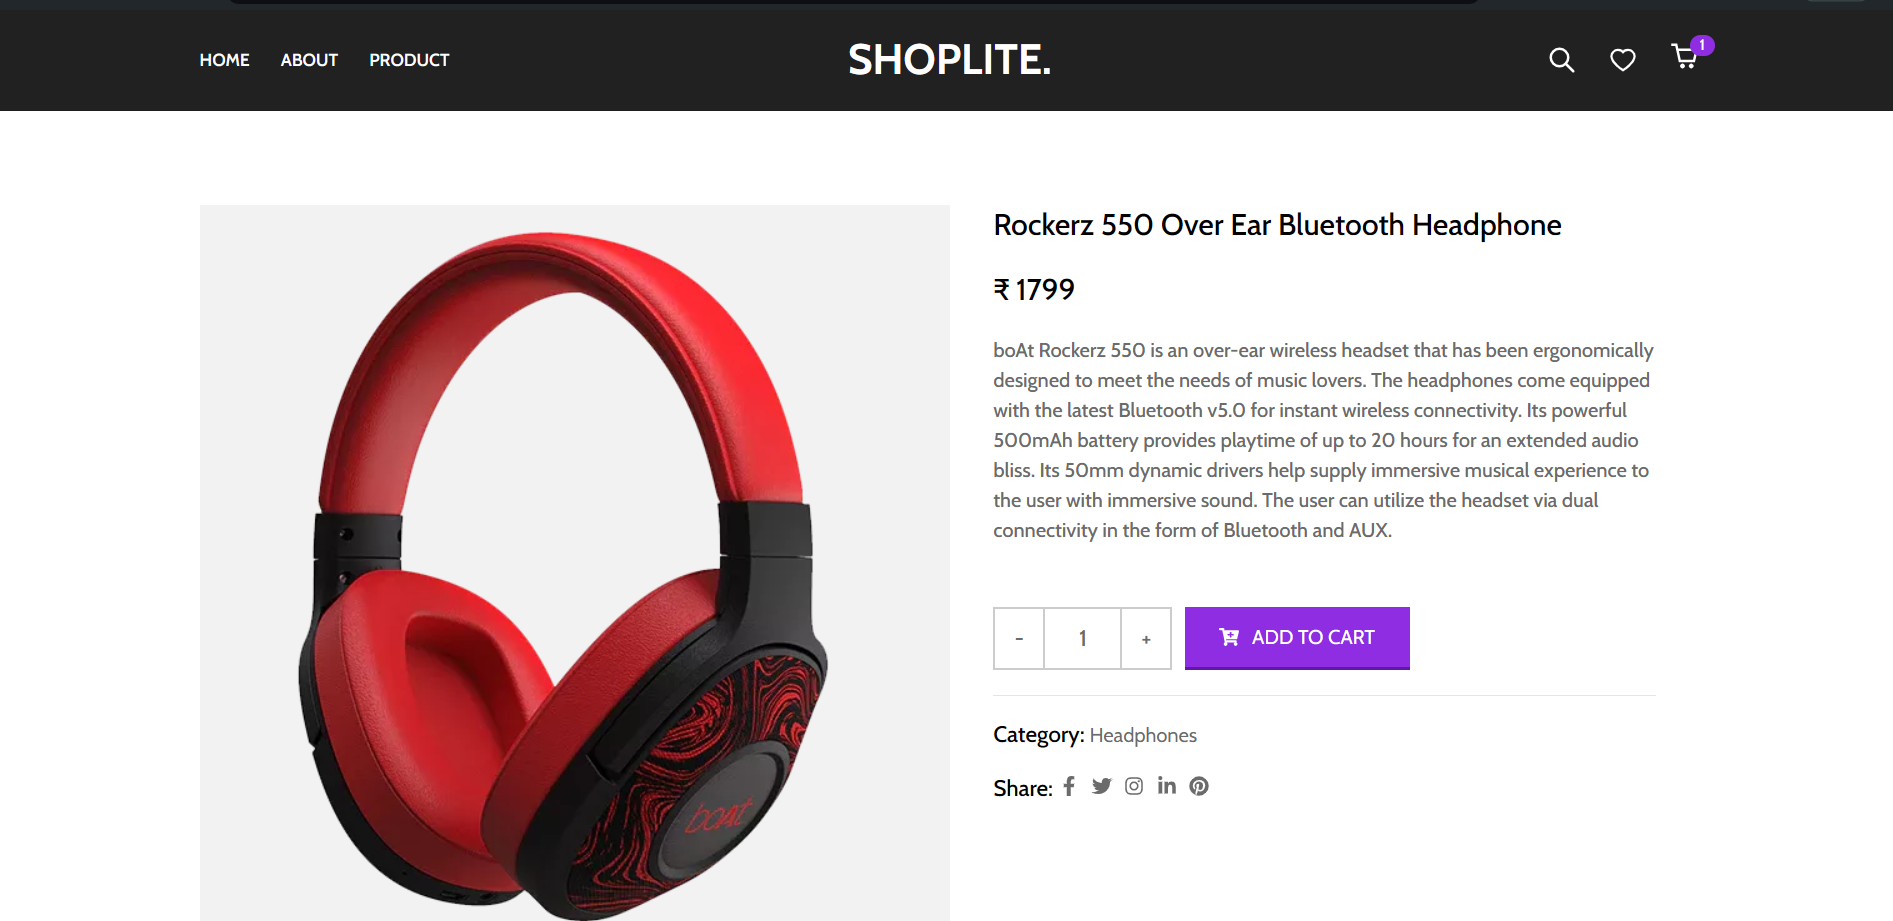 HOME ABOUT PRODUCT
SHOPLITE.
1
Rockerz 550 Over Ear Bluetooth Headphone
₹ 1799
boAt Rockerz 550 is an over-ear wireless headset that has been ergonomically
designed to meet the needs of music lovers. The headphones come equipped
with the latest Bluetooth v5.0 for instant wireless connectivity. Its powerful
500mAh battery provides playtime of up to 20 hours for an extended audio
bliss. Its 50mm dynamic drivers help supply immersive musical experience to
the user with immersive sound. The user can utilize the headset via dual
connectivity in the form of Bluetooth and AUX.
- 1 +
ADD TO CART
Category: Headphones
Share:
boAt